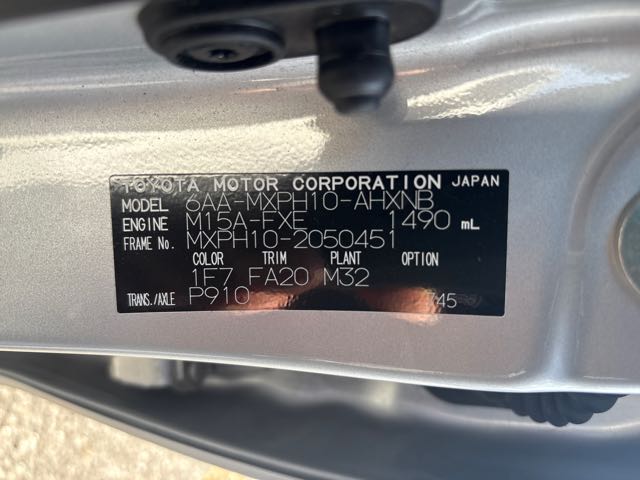 TOYOTA MOTOR CORPORATION JAPAN
MODEL 6AA-MXPH10-AHXNB
ENGINE M15A-FXE 1490 mL
FRAME No. MXPH10-2050451
COLOR TRIM PLANT OPTION
1F7 FA20 M32
TRANS./AXLE P910 745